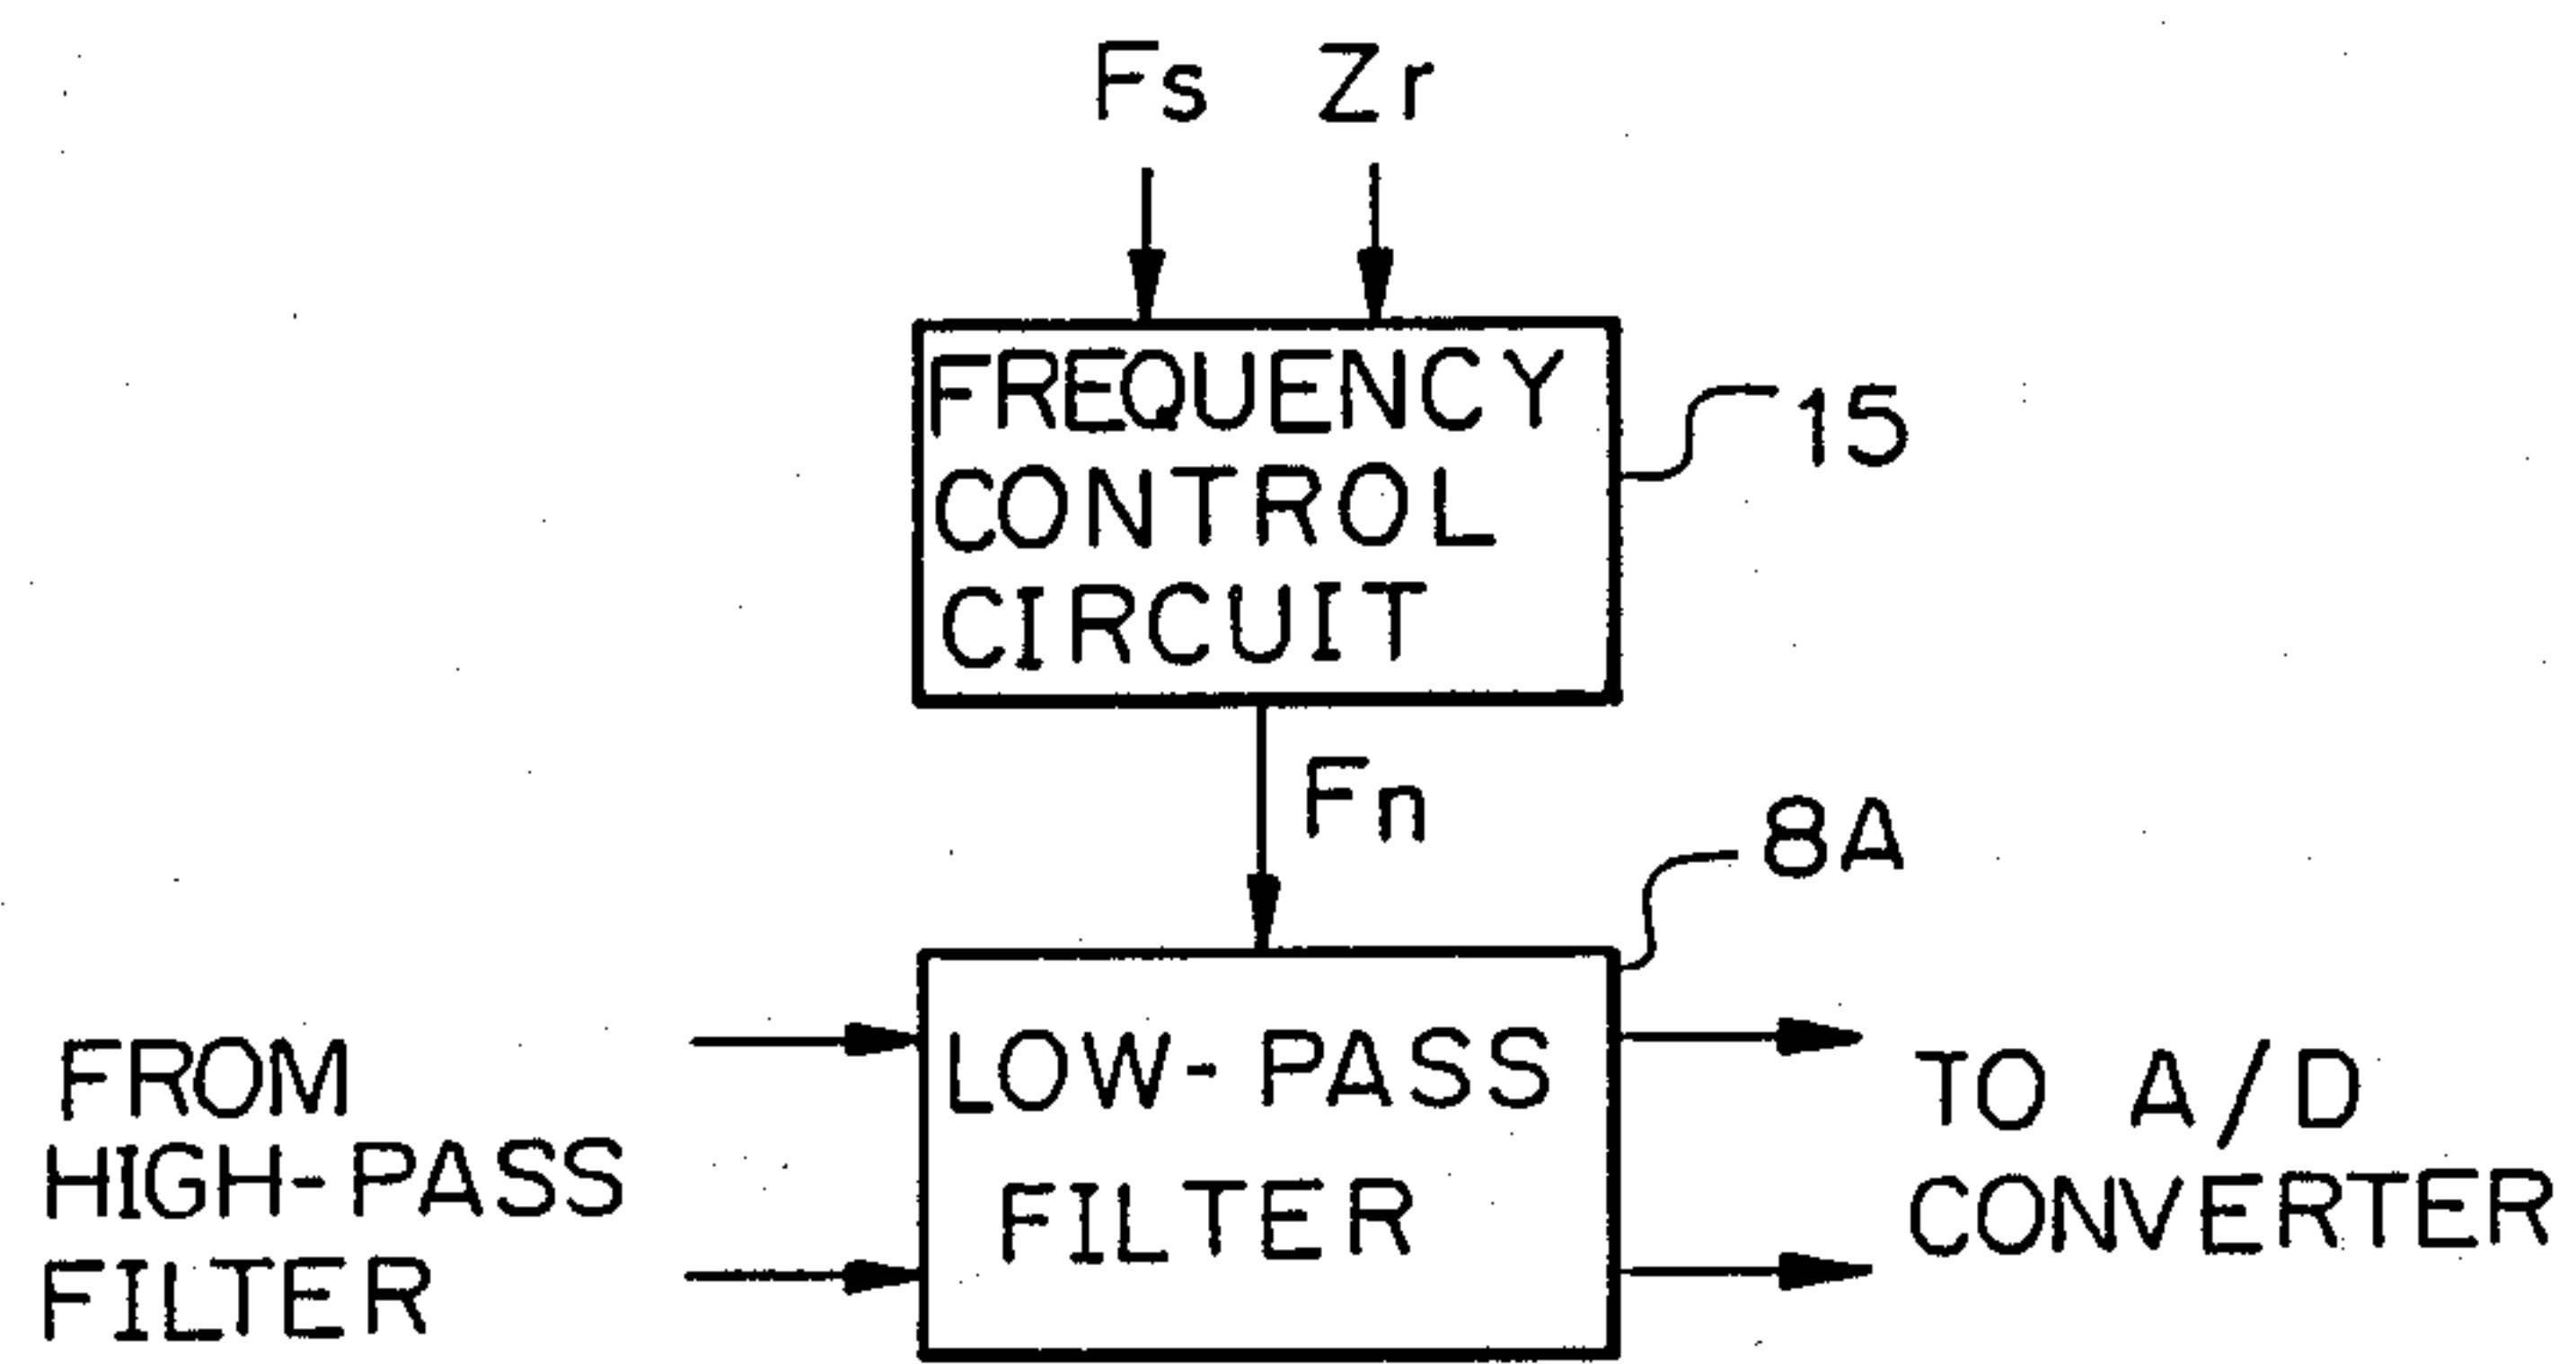 Fs Zr
FREQUENCY
CONTROL
CIRCUIT
15
Fn
8A
FROM
HIGH-PASS
FILTER
LOW-PASS
FILTER
TO A/D
CONVERTER